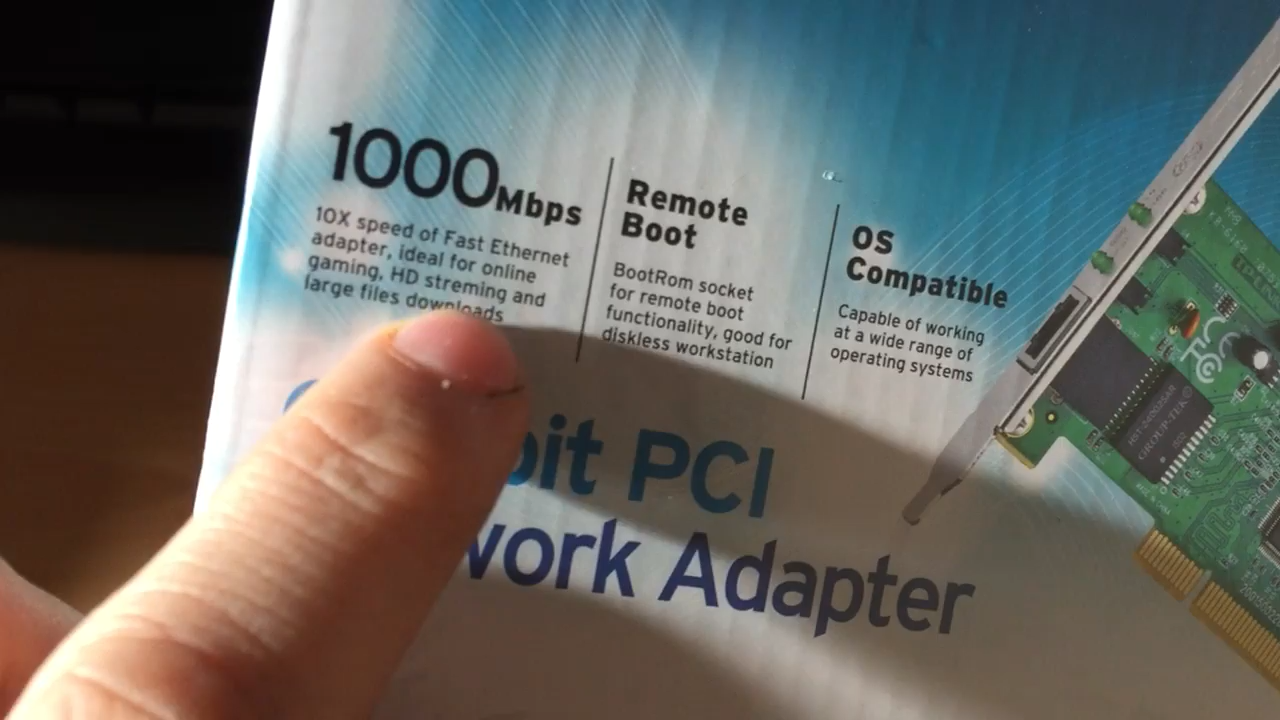 1000Mbps
10X speed of Fast Ethernet
adapter, ideal for online
gaming, HD streming and
large files downloads
Remote
Boot
BootRom socket
for remote boot
functionality, good for
diskless workstation
OS
Compatible
Capable of working
at a wide range of
operating systems
bit PCI
work Adapter
GROUP-TEK